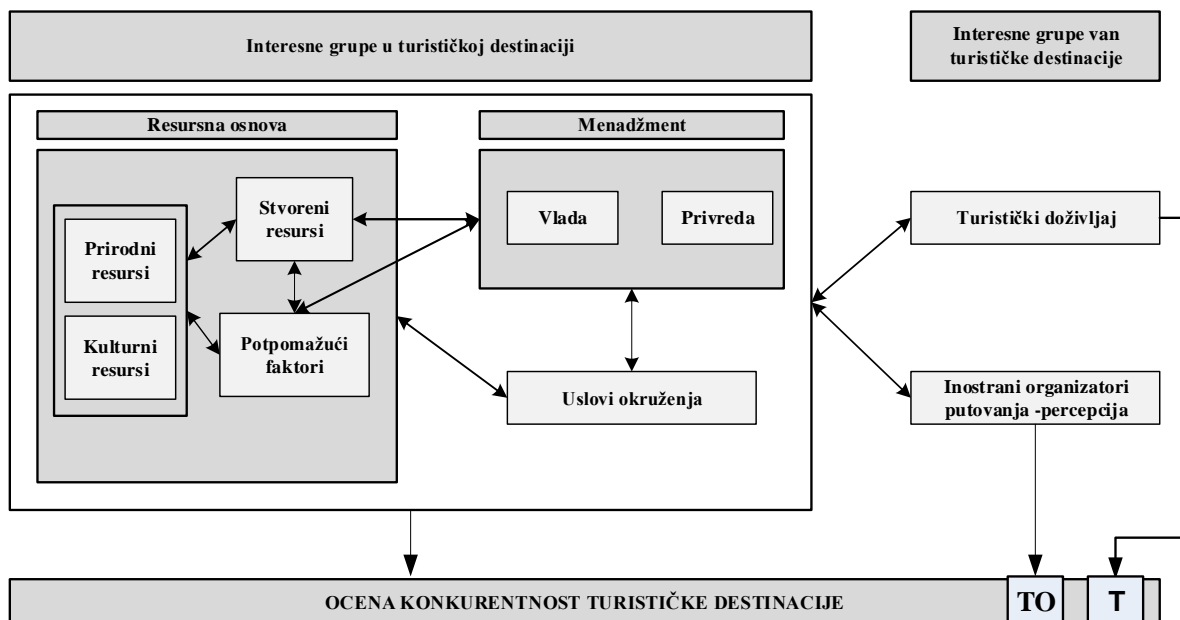 Interesne grupe u turističkoj destinaciji
Interesne grupe van
turističke destinacije
Resursna osnova
Menadžment
Stvoreni
resursi
Vlada
Privreda
Turistički doživljaj
Prirodni
resursi
Kulturni
resursi
Potpomažući
faktori
Uslovi okruženja
Inostrani organizatori
putovanja -percepcija
OCENA KONKURENTNOST TURISTIČKE DESTINACIJE
TO
T